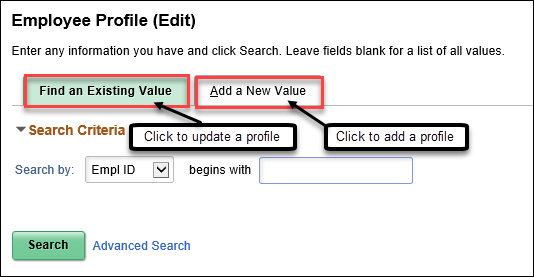 Employee Profile (Edit)
Enter any information you have and click Search. Leave fields blank for a list of all values.
Find an Existing Value
Add a New Value
Search Criteria
Click to update a profile
Click to add a profile
Search by: Empl ID begins with
Search Advanced Search